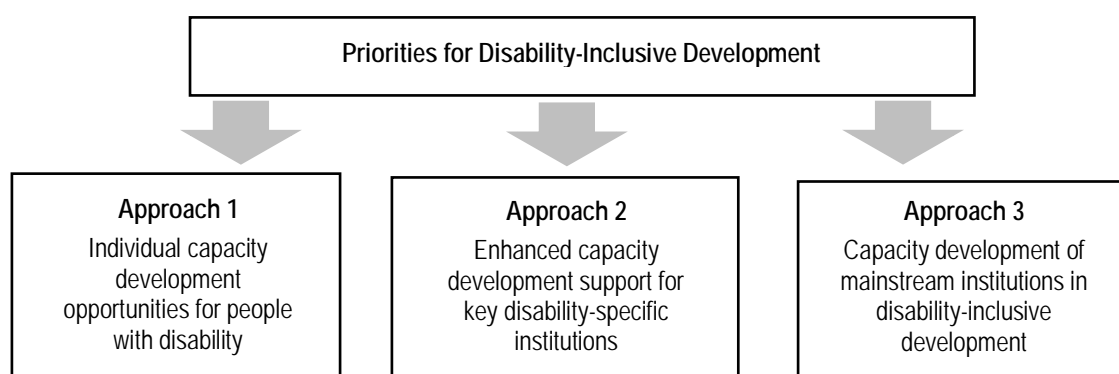 Priorities for Disability-Inclusive Development
Approach 1
Individual capacity
development
opportunities for people
with disability
Approach 2
Enhanced capacity
development support for
key disability-specific
institutions
Approach 3
Capacity development of
mainstream institutions in
disability-inclusive
development